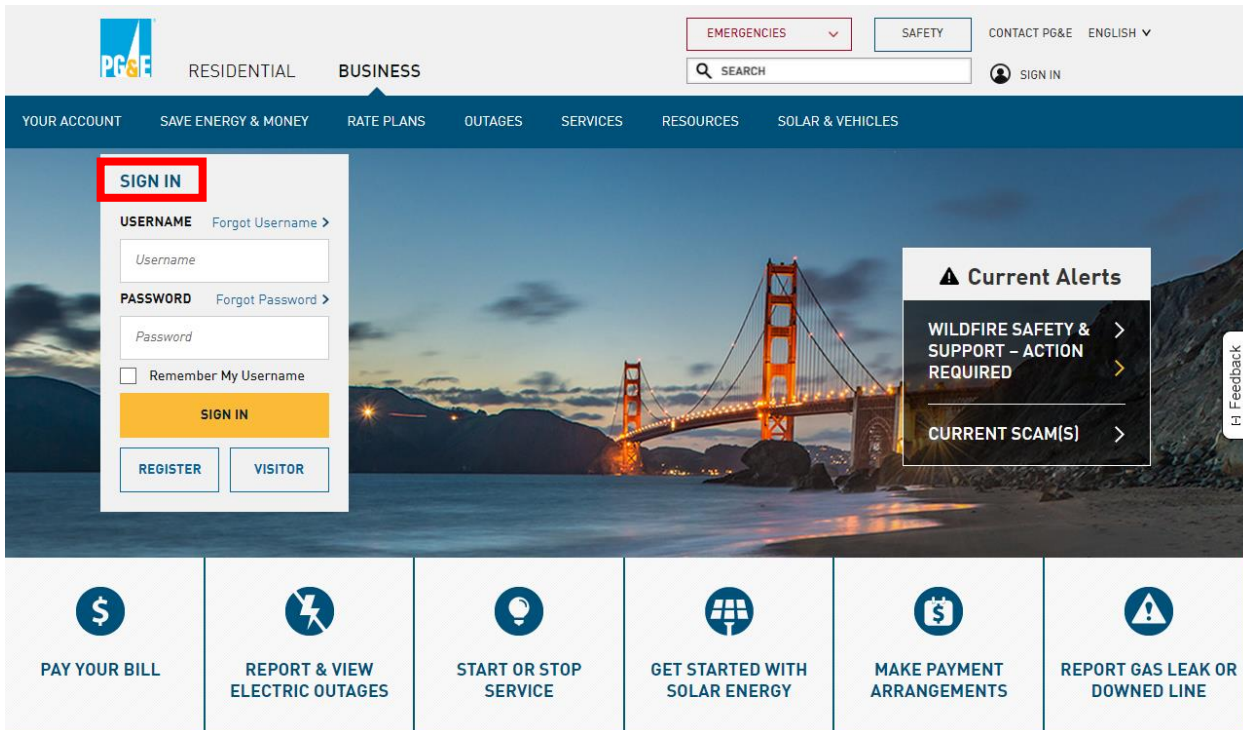 EMERGENCIES
SAFETY
CONTACT PG&E
ENGLISH
PG&E
RESIDENTIAL
BUSINESS
SEARCH
SIGN IN
YOUR ACCOUNT
SAVE ENERGY & MONEY
RATE PLANS
OUTAGES
SERVICES
RESOURCES
SOLAR & VEHICLES
SIGN IN
USERNAME
Forgot Username >
Username
PASSWORD
Forgot Password >
Password
Remember My Username
SIGN IN
REGISTER
VISITOR
Current Alerts
WILDFIRE SAFETY &
SUPPORT – ACTION
REQUIRED
CURRENT SCAM(S)
[-] Feedback
PAY YOUR BILL
REPORT & VIEW
ELECTRIC OUTAGES
START OR STOP
SERVICE
GET STARTED WITH
SOLAR ENERGY
MAKE PAYMENT
ARRANGEMENTS
REPORT GAS LEAK OR
DOWNED LINE